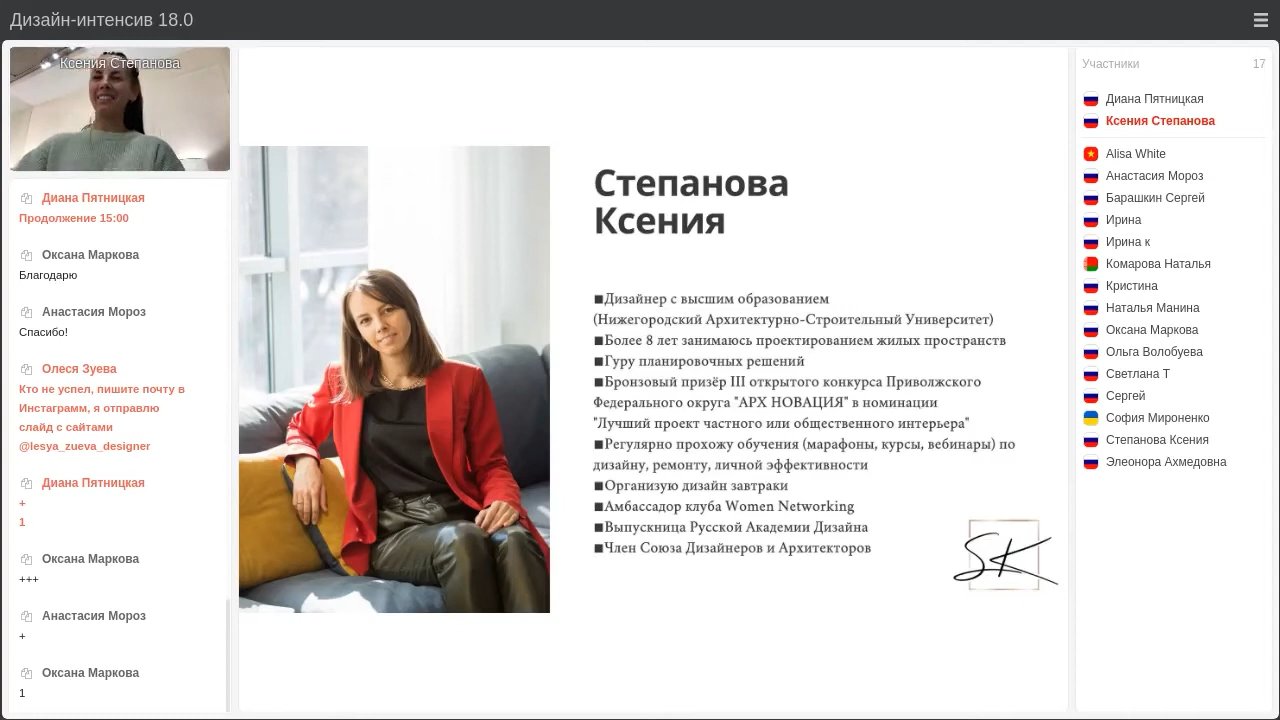 Дизайн-интенсив 18.0
Ксения Степанова
Диана Пятницкая
Продолжение 15:00
Оксана Маркова
Благодарю
Анастасия Мороз
Спасибо!
Олеся Зуева
Кто не успел, пишите почту в
Инстаграмм, я отправлю
слайд с сайтами
@lesya_zueva_designer
Диана Пятницкая
+
1
Оксана Маркова
+++
Анастасия Мороз
+
Оксана Маркова
1
Степанова
Ксения
■Дизайнер с высшим образованием
(Нижегородский Архитектурно-Строительный Университет)
■Более 8 лет занимаюсь проектированием жилых пространств
■Гуру планировочных решений
■Бронзовый призёр III открытого конкурса Приволжского
Федерального округа "АРХ НОВАЦИЯ" в номинации
"Лучший проект частного или общественного интерьера"
■Регулярно прохожу обучения (марафоны, курсы, вебинары) по
дизайну, ремонту, личной эффективности
■Организую дизайн завтраки
■Амбассадор клуба Women Networking
■Выпускница Русской Академии Дизайна
■Член Союза Дизайнеров и Архитекторов
SK
Участники 17
Диана Пятницкая
Ксения Степанова
Alisa White
Анастасия Мороз
Барашкин Сергей
Ирина
Ирина к
Комарова Наталья
Кристина
Наталья Манина
Оксана Маркова
Ольга Волобуева
Светлана Т
Сергей
София Мироненко
Степанова Ксения
Элеонора Ахмедовна